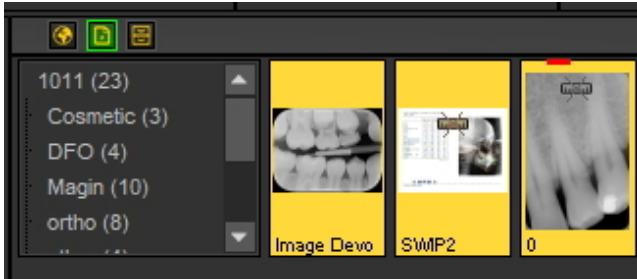 1011 (23)
Cosmetic (3)
DFO (4)
Magin (10)
ortho (8)
Image Devo
SWIP2
0